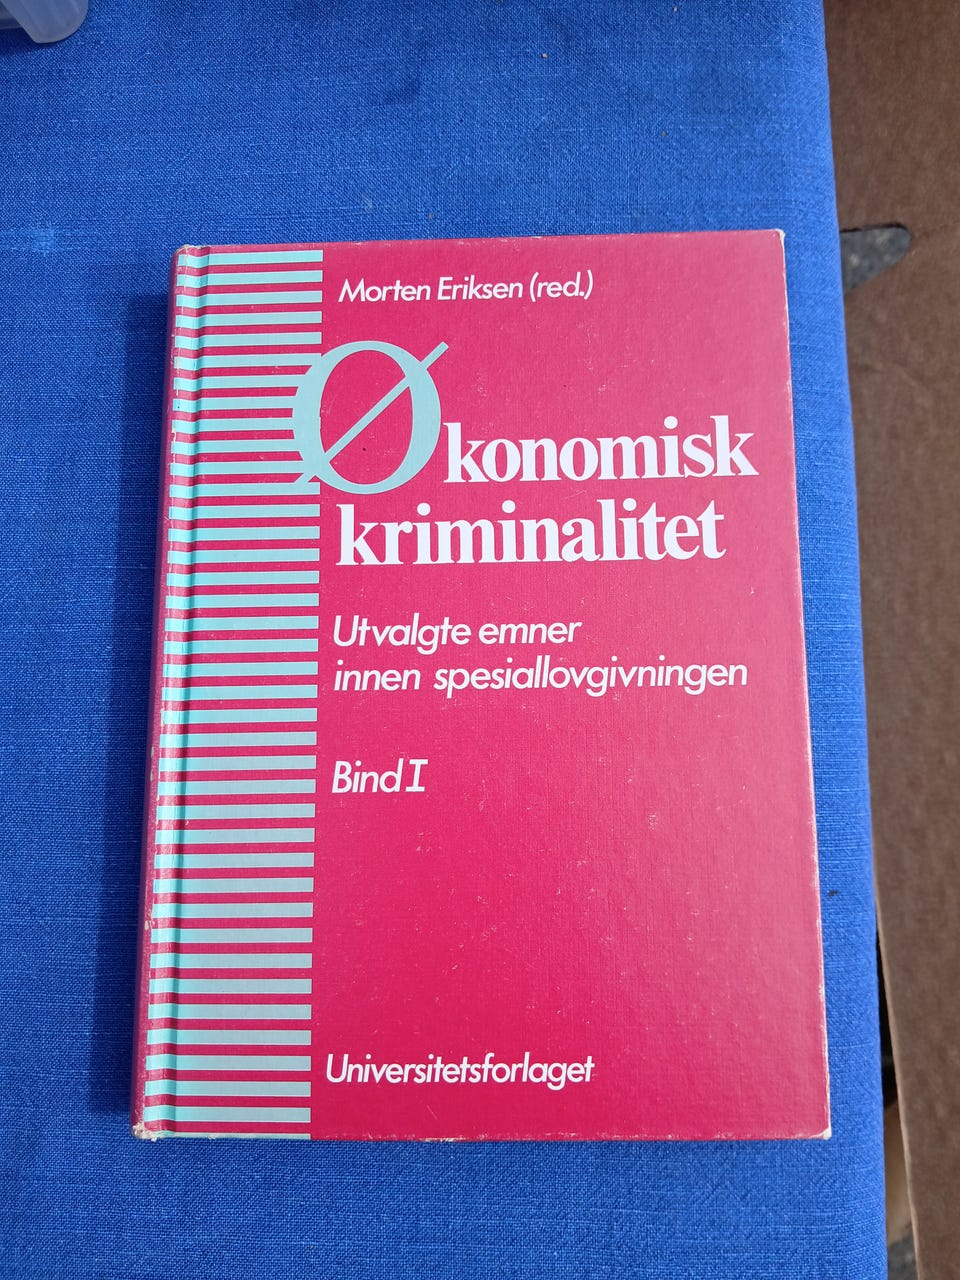 Morten Eriksen (red.)
Økonomisk
kriminalitet
Utvalgte emner
innen spesiallovgivningen
Bind I
Universitetsforlaget